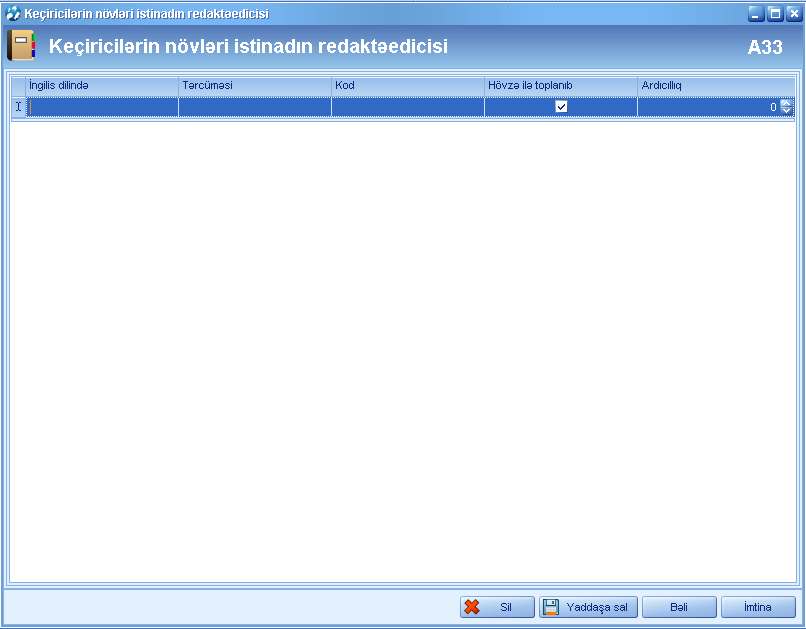 Keçiricilərin növləri istinadın redaktəedicisi
Keçiricilərin növləri istinadın redaktəedicisi A33
İngilis dilində Tərcüməsi Kod Hövzə ilə toplanıb Ardıcıllıq
0
Sil Yaddaşa sal Bəli İmtina